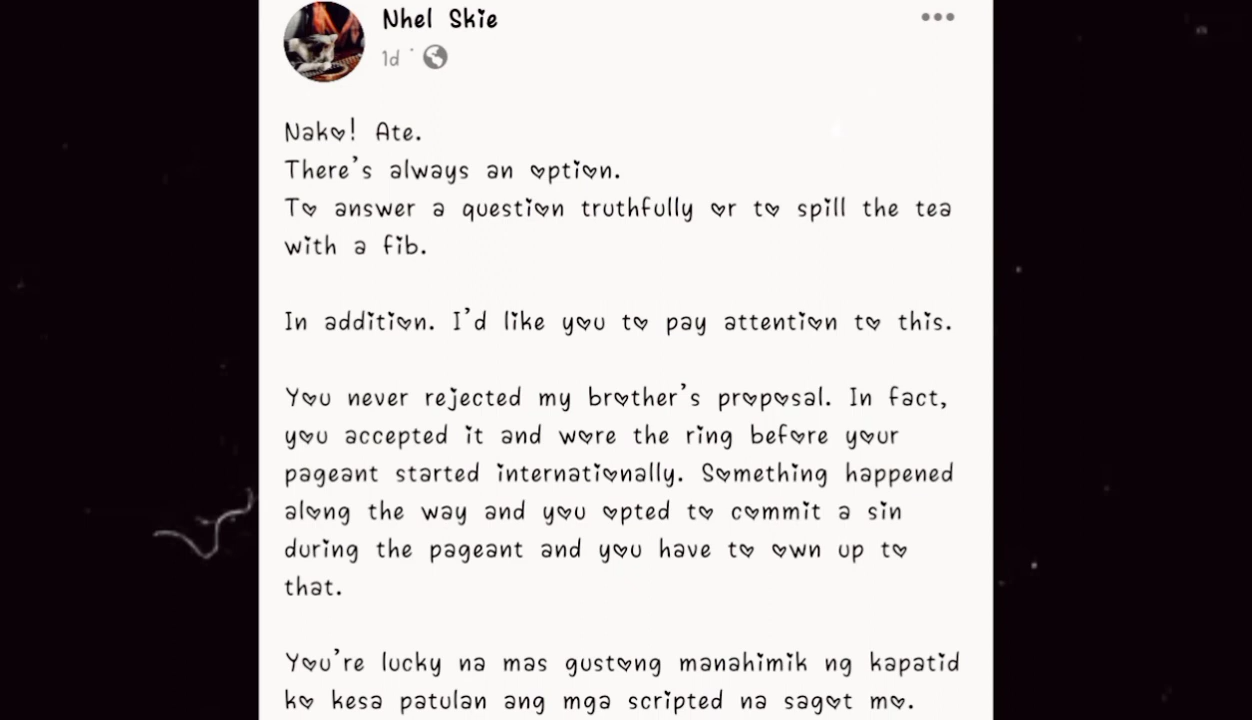 Nhel Skie
1d ·
Nako! Ate.
There's always an option.
To answer a question truthfully or to spill the tea
with a fib.
In addition. I'd like you to pay attention to this.
You never rejected my brother's proposal. In fact,
you accepted it and wore the ring before your
pageant started internationally. Something happened
along the way and you opted to commit a sin
during the pageant and you have to own up to
that.
You're lucky na mas gustong manahimik ng kapatid
ko kesa patulan ang mga scripted na sagot mo.